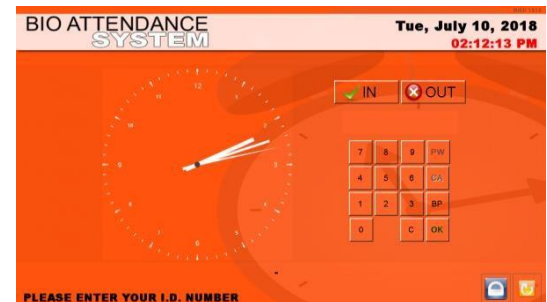 BIO ATTENDANCE
SYSTEM
Tue, July 10, 2018
02:12:13 PM
IN OUT
12
7 8 9 PW
4 5 6 CA
1 2 3 BP
0 C OK
PLEASE ENTER YOUR I.D. NUMBER